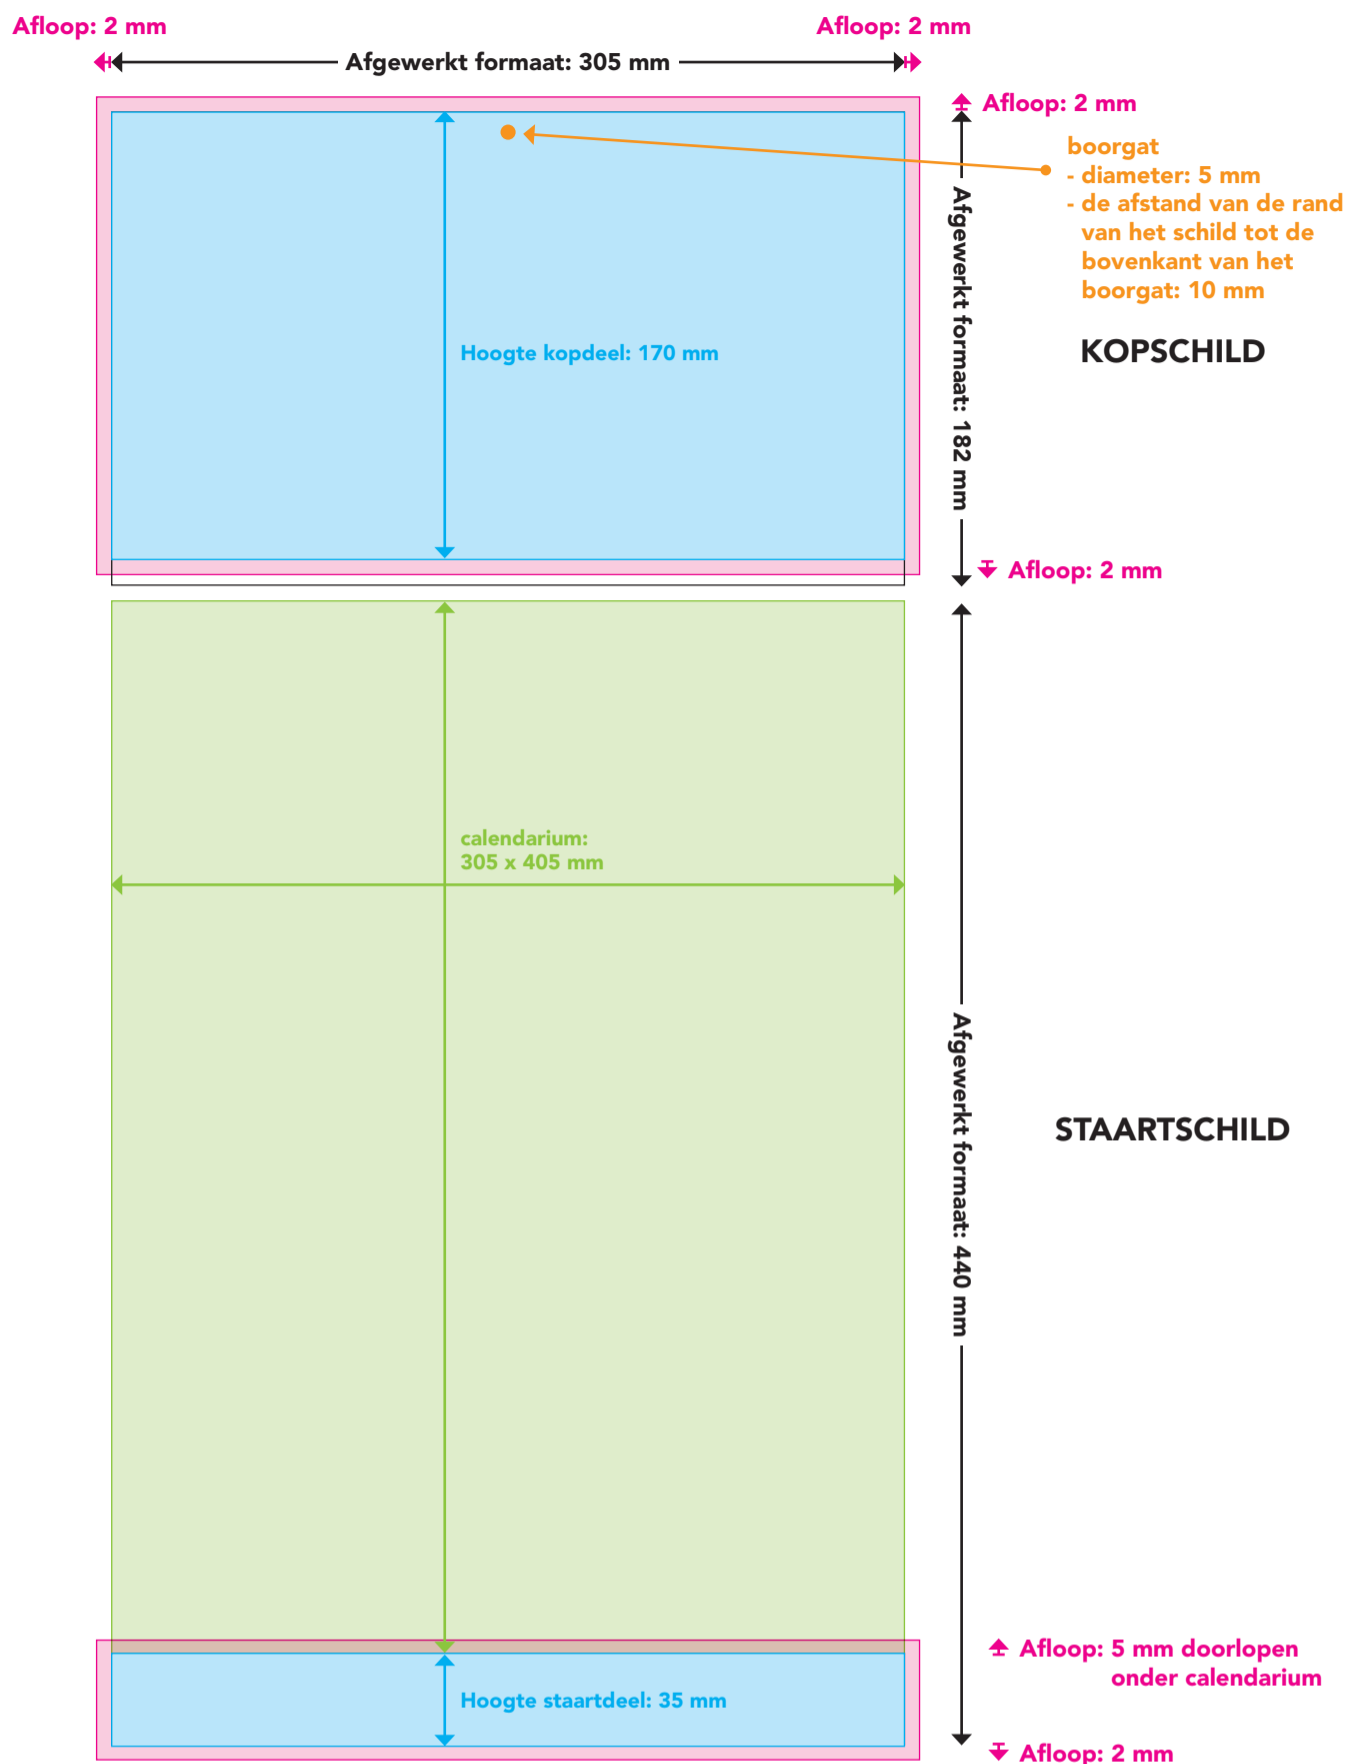 Afloop: 2 mm
Afloop: 2 mm
Afgewerkt formaat: 305 mm
Afloop: 2 mm
boorgat
- diameter: 5 mm
- de afstand van de rand
van het schild tot de
bovenkant van het
boorgat: 10 mm
Afgewerkt formaat: 182 mm
Hoogte kopdeel: 170 mm
KOPSCHILD
Afloop: 2 mm
calendarium:
305 x 405 mm
Afgewerkt formaat: 440 mm
STAARTSCHILD
Afloop: 5 mm doorlopen
onder calendarium
Hoogte staartdeel: 35 mm
Afloop: 2 mm